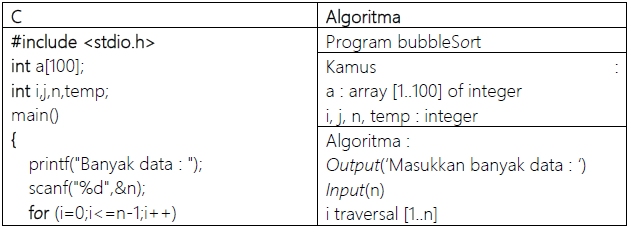 C
#include <stdio.h>
int a[100];
int i,j,n,temp;
main()
{
printf("Banyak data : ");
scanf("%d",&n);
for (i=0;i<=n-1;i++)
Algoritma
Program bubbleSort
Kamus :
a : array [1..100] of integer
i, j, n, temp : integer
Algoritma :
Output(‘Masukkan banyak data : ‘)
Input(n)
i traversal [1..n]